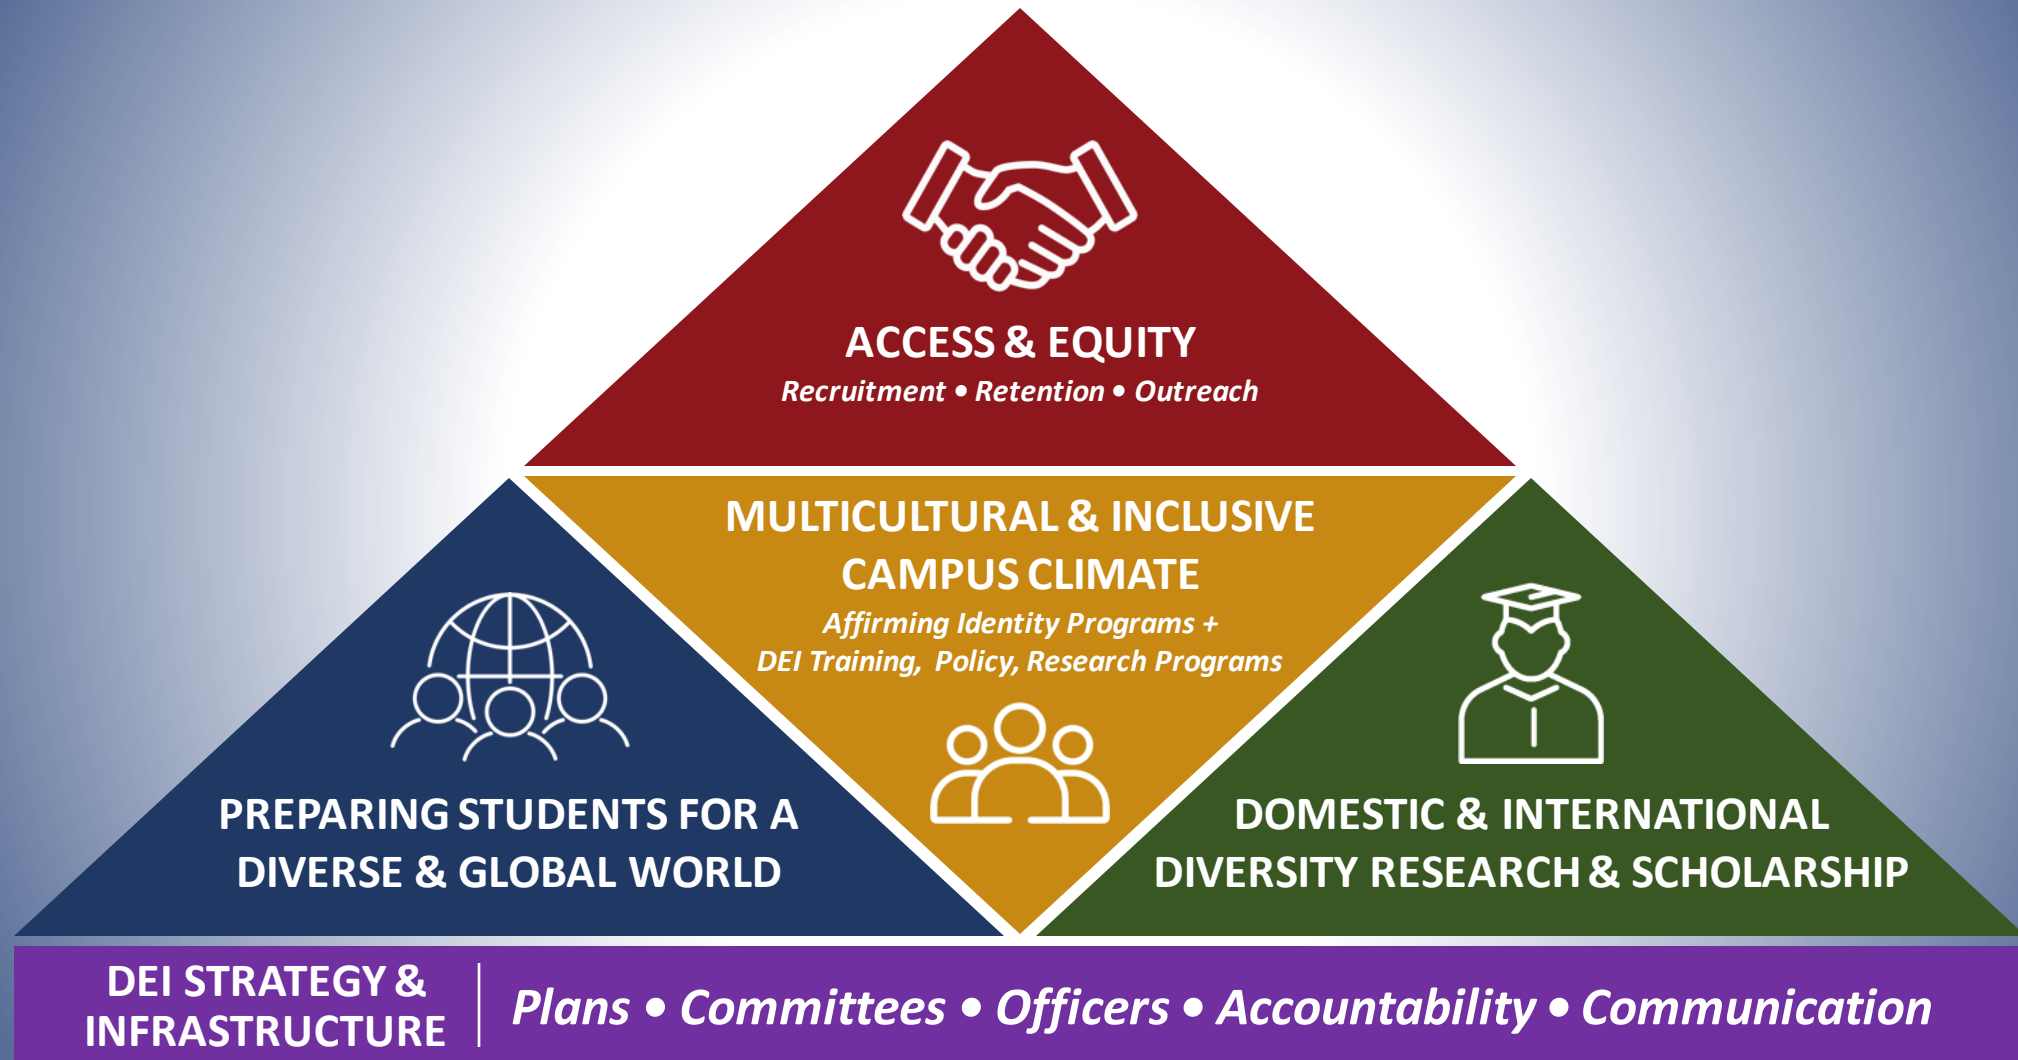 ACCESS & EQUITY
Recruitment • Retention • Outreach
MULTICULTURAL & INCLUSIVE
CAMPUS CLIMATE
Affirming Identity Programs +
DEI Training, Policy, Research Programs
PREPARING STUDENTS FOR A
DIVERSE & GLOBAL WORLD
DOMESTIC & INTERNATIONAL
DIVERSITY RESEARCH & SCHOLARSHIP
DEI STRATEGY &
INFRASTRUCTURE
Plans • Committees • Officers • Accountability • Communication